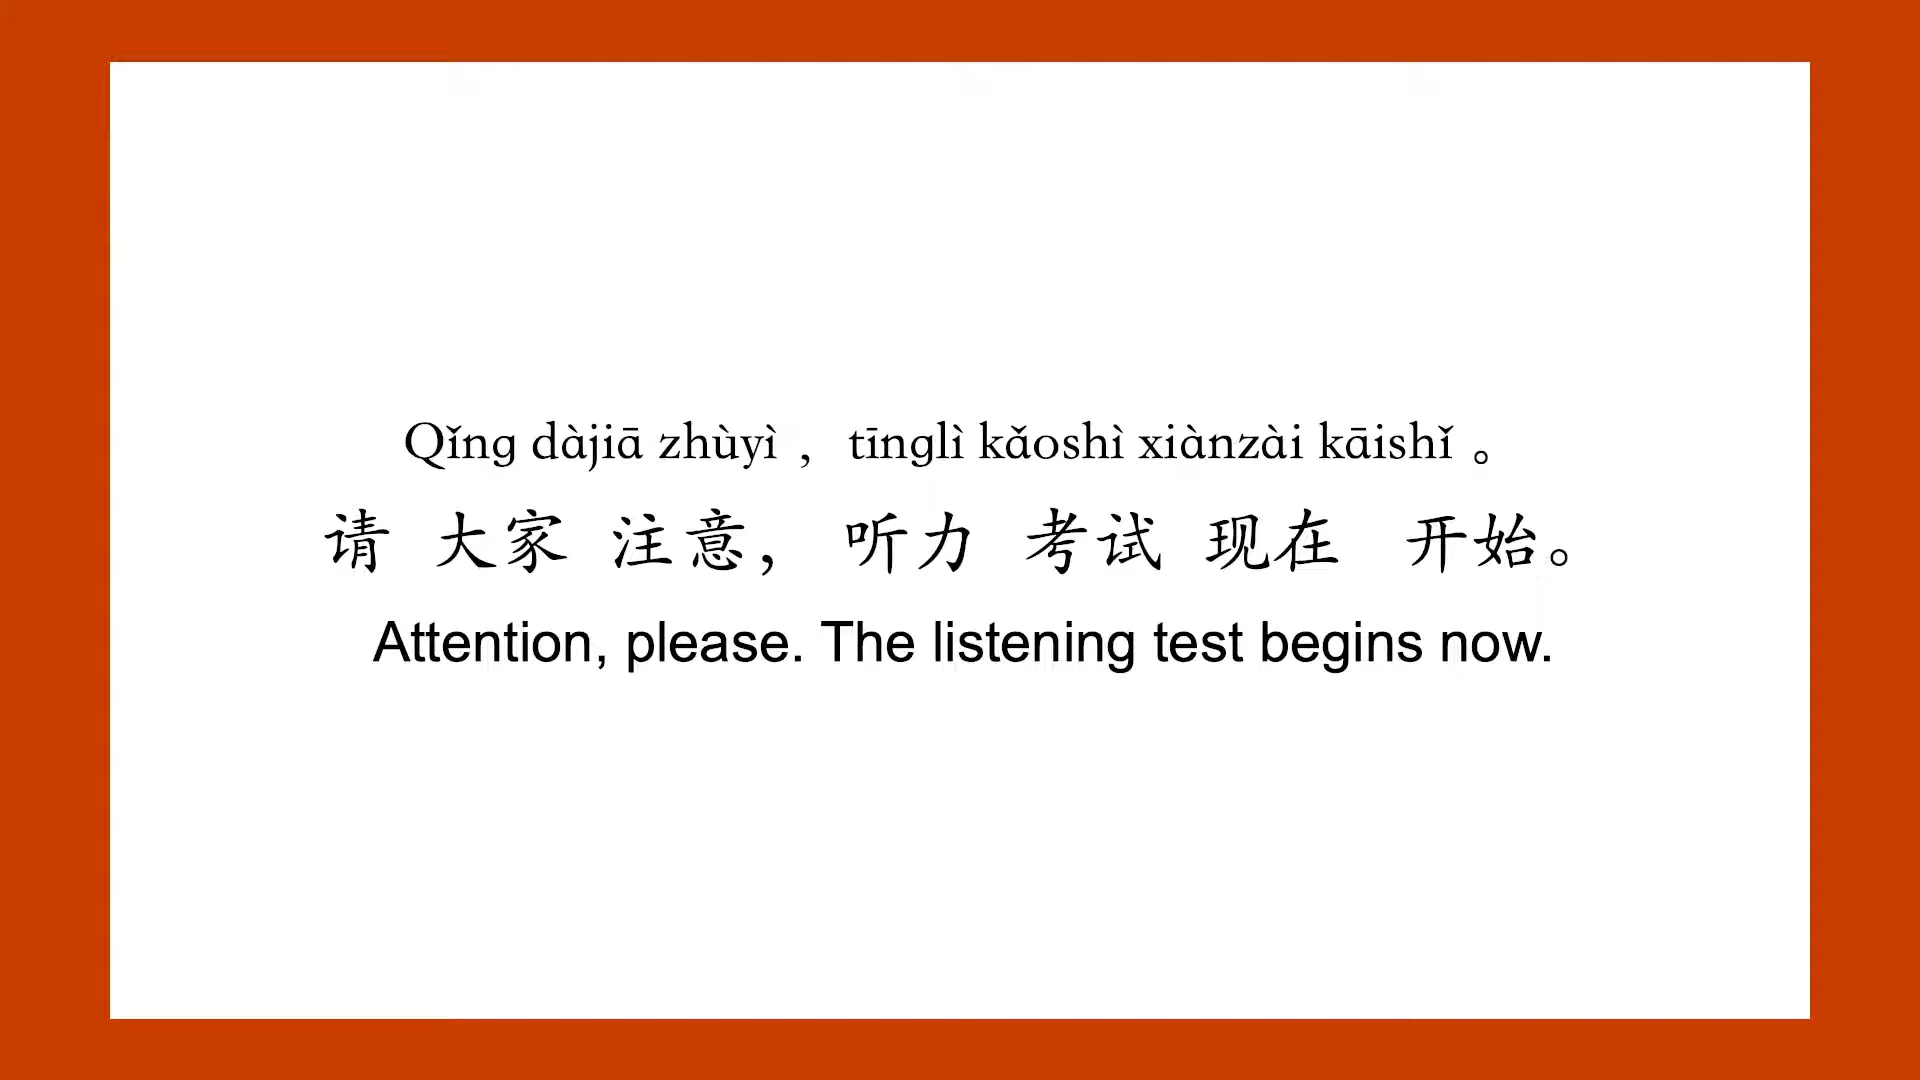 Qǐng dàjiā zhùyì ,  tīnglì kǎoshì xiànzài kāishǐ 。
请 大家 注意， 听力 考试 现在 开始。
Attention, please. The listening test begins now.